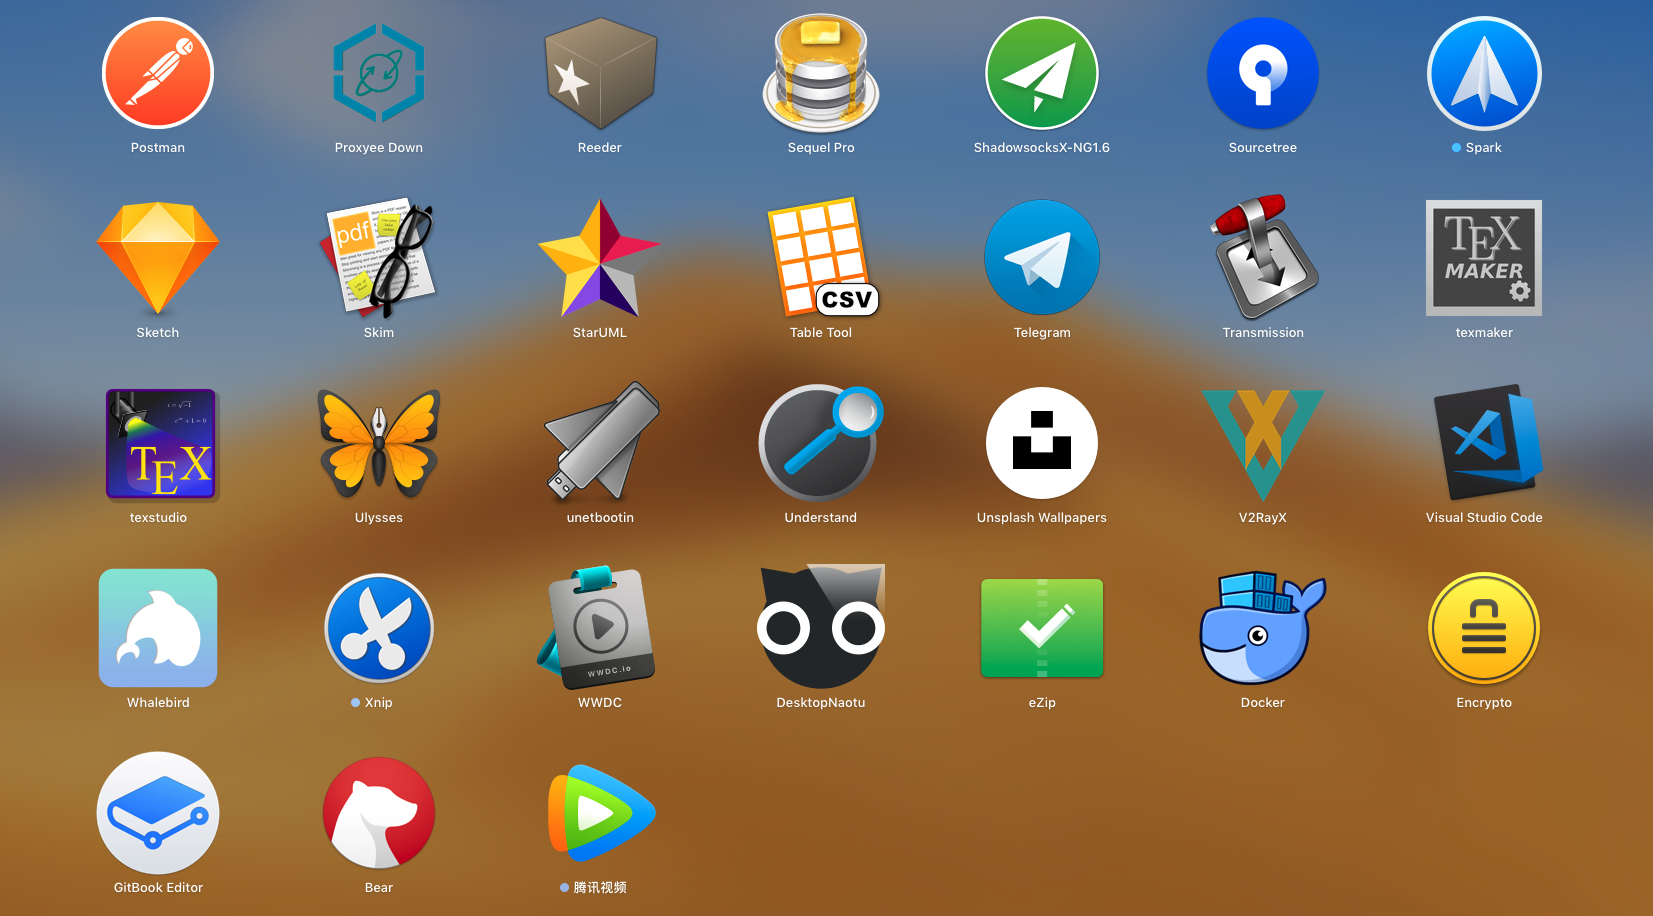 Postman
Proxyee Down
Reeder
Sequel Pro
ShadowsocksX-NG1.6
Sourcetree
Spark
pdf
CSV
TEX
MAKER
Sketch
Skim
StarUML
Table Tool
Telegram
Transmission
texmaker
i = √-1
TEX
texstudio
Ulysses
unetbootin
Understand
Unsplash Wallpapers
V2RayX
Visual Studio Code
WWDC.io
Whalebird
Xnip
WWDC
DesktopNaotu
eZip
Docker
Encrypto
GitBook Editor
Bear
腾讯视频